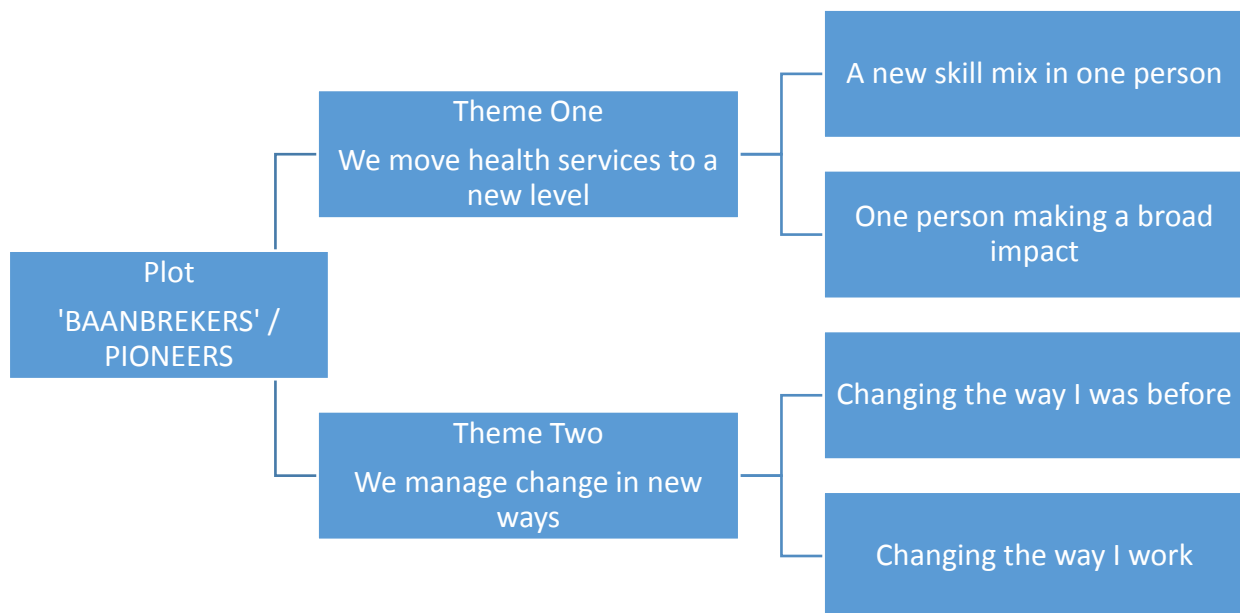 Plot
'BAANBREKERS' /
PIONEERS
Theme One
We move health services to a
new level
A new skill mix in one person
One person making a broad
impact
Theme Two
We manage change in new
ways
Changing the way I was before
Changing the way I work